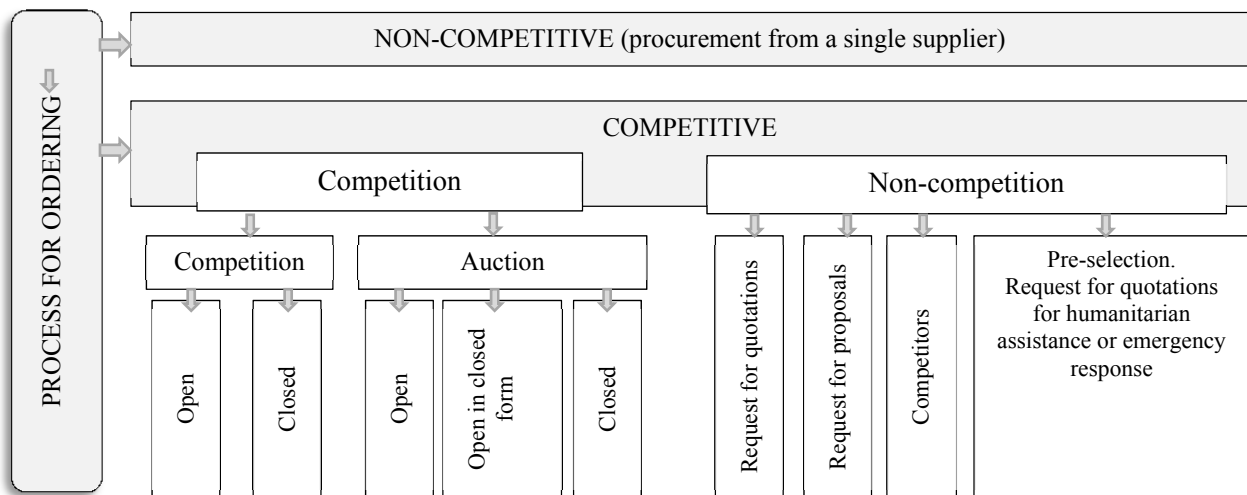 PROCESS FOR ORDERING
NON-COMPETITIVE (procurement from a single supplier)
COMPETITIVE
Competition
Non-competition
Competition
Auction
Open
Closed
Open
Open in closed
form
Closed
Request for quotations
Request for proposals
Competitors
Pre-selection.
Request for quotations
for humanitarian
assistance or emergency
response